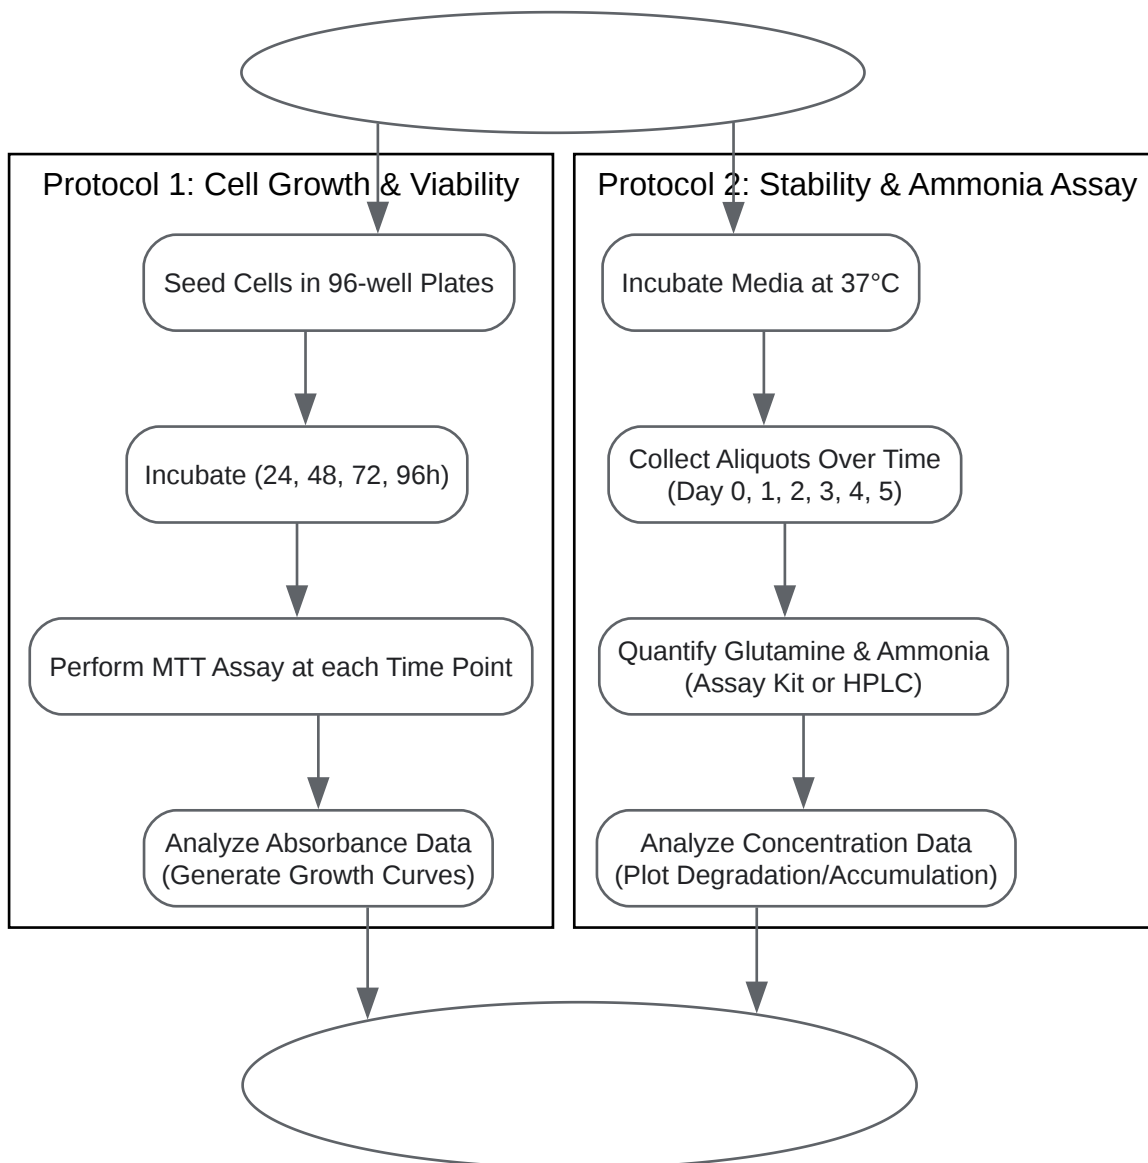 Protocol 1: Cell Growth & Viability
Seed Cells in 96-well Plates
Incubate (24, 48, 72, 96h)
Perform MTT Assay at each Time Point
Analyze Absorbance Data
(Generate Growth Curves)
Protocol 2: Stability & Ammonia Assay
Incubate Media at 37°C
Collect Aliquots Over Time
(Day 0, 1, 2, 3, 4, 5)
Quantify Glutamine & Ammonia
(Assay Kit or HPLC)
Analyze Concentration Data
(Plot Degradation/Accumulation)